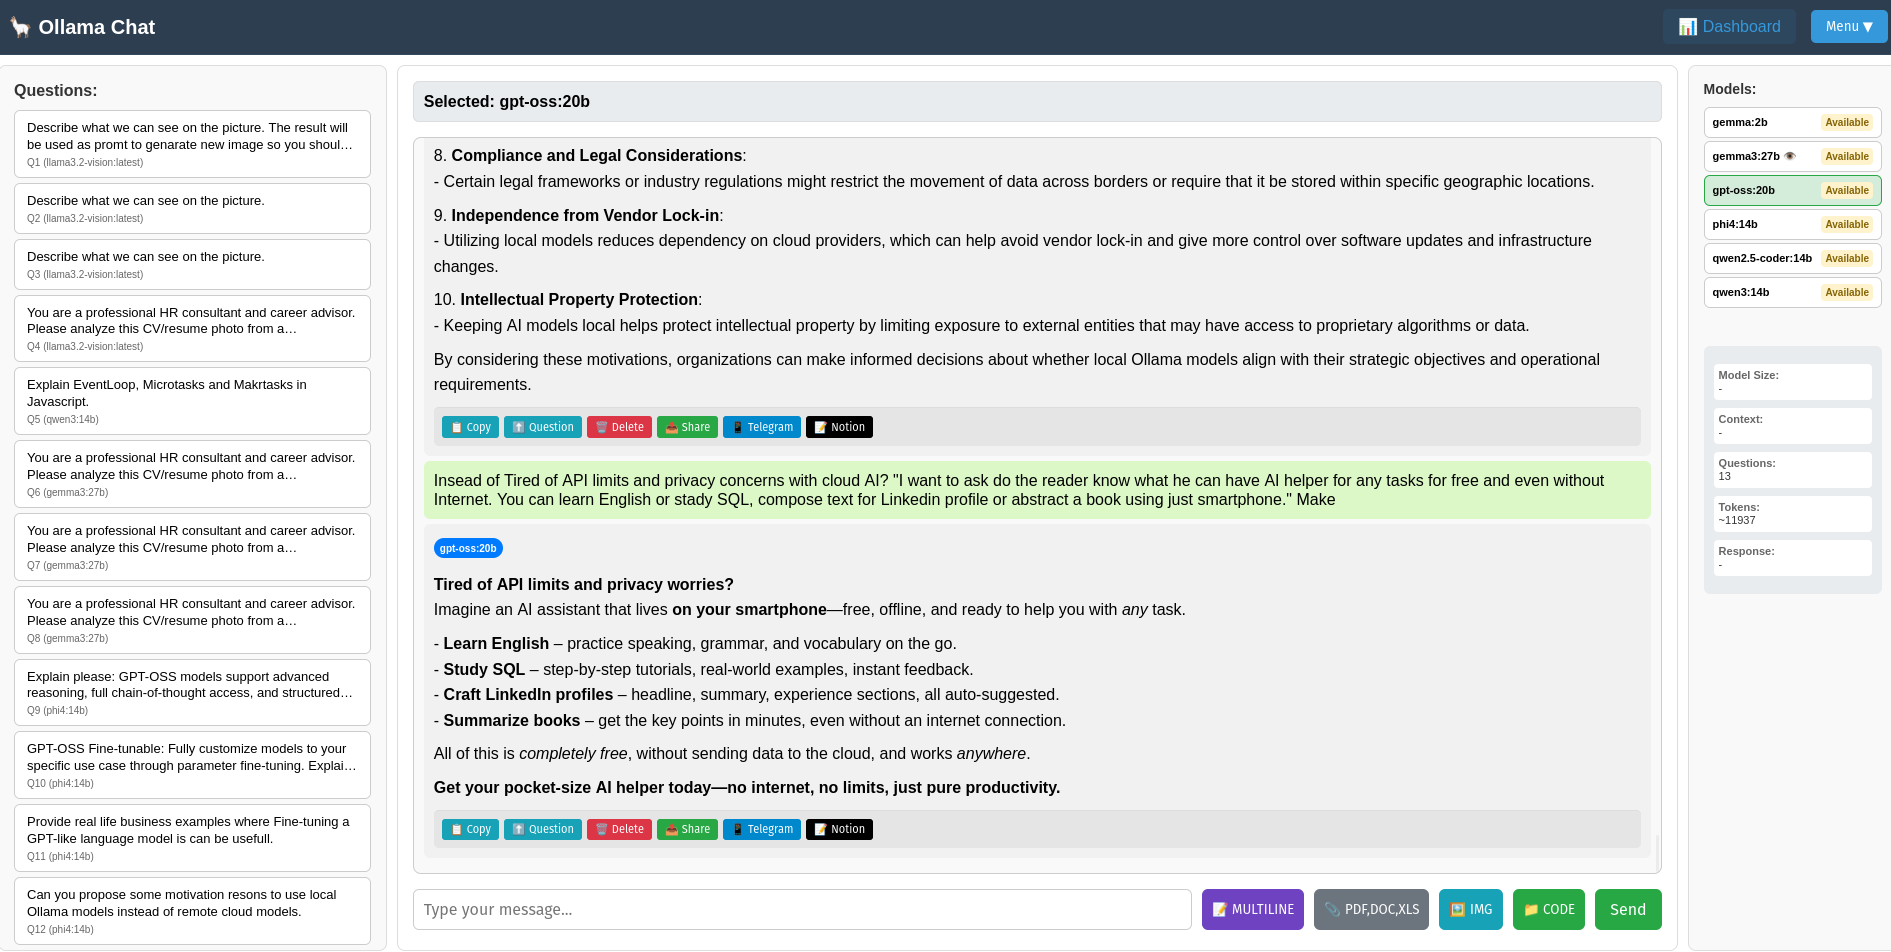 🦙 Ollama Chat
📊 Dashboard
Menu ▼
Questions:
Describe what we can see on the picture. The result will
be used as promt to genarate new image so you shoul…
Q1 (llama3.2-vision:latest)
Describe what we can see on the picture.
Q2 (llama3.2-vision:latest)
Describe what we can see on the picture.
Q3 (llama3.2-vision:latest)
You are a professional HR consultant and career advisor.
Please analyze this CV/resume photo from a…
Q4 (llama3.2-vision:latest)
Explain EventLoop, Microtasks and Makrtasks in
Javascript.
Q5 (qwen3:14b)
You are a professional HR consultant and career advisor.
Please analyze this CV/resume photo from a…
Q6 (gemma3:27b)
You are a professional HR consultant and career advisor.
Please analyze this CV/resume photo from a…
Q7 (gemma3:27b)
You are a professional HR consultant and career advisor.
Please analyze this CV/resume photo from a…
Q8 (gemma3:27b)
Explain please: GPT-OSS models support advanced
reasoning, full chain-of-thought access, and structured…
Q9 (phi4:14b)
GPT-OSS Fine-tunable: Fully customize models to your
specific use case through parameter fine-tuning. Explai…
Q10 (phi4:14b)
Provide real life business examples where Fine-tuning a
GPT-like language model is can be usefull.
Q11 (phi4:14b)
Can you propose some motivation resons to use local
Ollama models instead of remote cloud models.
Q12 (phi4:14b)
Selected: gpt-oss:20b
8. Compliance and Legal Considerations:
- Certain legal frameworks or industry regulations might restrict the movement of data across borders or require that it be stored within specific geographic locations.
9. Independence from Vendor Lock-in:
- Utilizing local models reduces dependency on cloud providers, which can help avoid vendor lock-in and give more control over software updates and infrastructure
changes.
10. Intellectual Property Protection:
- Keeping AI models local helps protect intellectual property by limiting exposure to external entities that may have access to proprietary algorithms or data.
By considering these motivations, organizations can make informed decisions about whether local Ollama models align with their strategic objectives and operational
requirements.
📋 Copy ⬆️ Question 🗑️ Delete 📤 Share 📱 Telegram 📝 Notion
Insead of Tired of API limits and privacy concerns with cloud AI? "I want to ask do the reader know what he can have AI helper for any tasks for free and even without
Internet. You can learn English or stady SQL, compose text for Linkedin profile or abstract a book using just smartphone." Make
gpt-oss:20b
Tired of API limits and privacy worries?
Imagine an AI assistant that lives on your smartphone—free, offline, and ready to help you with any task.
- Learn English – practice speaking, grammar, and vocabulary on the go.
- Study SQL – step-by-step tutorials, real-world examples, instant feedback.
- Craft LinkedIn profiles – headline, summary, experience sections, all auto-suggested.
- Summarize books – get the key points in minutes, even without an internet connection.
All of this is completely free, without sending data to the cloud, and works anywhere.
Get your pocket-size AI helper today—no internet, no limits, just pure productivity.
📋 Copy ⬆️ Question 🗑️ Delete 📤 Share 📱 Telegram 📝 Notion
Type your message...
📝 MULTILINE
📎 PDF,DOC,XLS
🖼️ IMG
📁 CODE
Send
Models:
gemma:2b Available
gemma3:27b 👁️ Available
gpt-oss:20b Available
phi4:14b Available
qwen2.5-coder:14b Available
qwen3:14b Available
Model Size:
-
Context:
-
Questions:
13
Tokens:
~11937
Response:
-